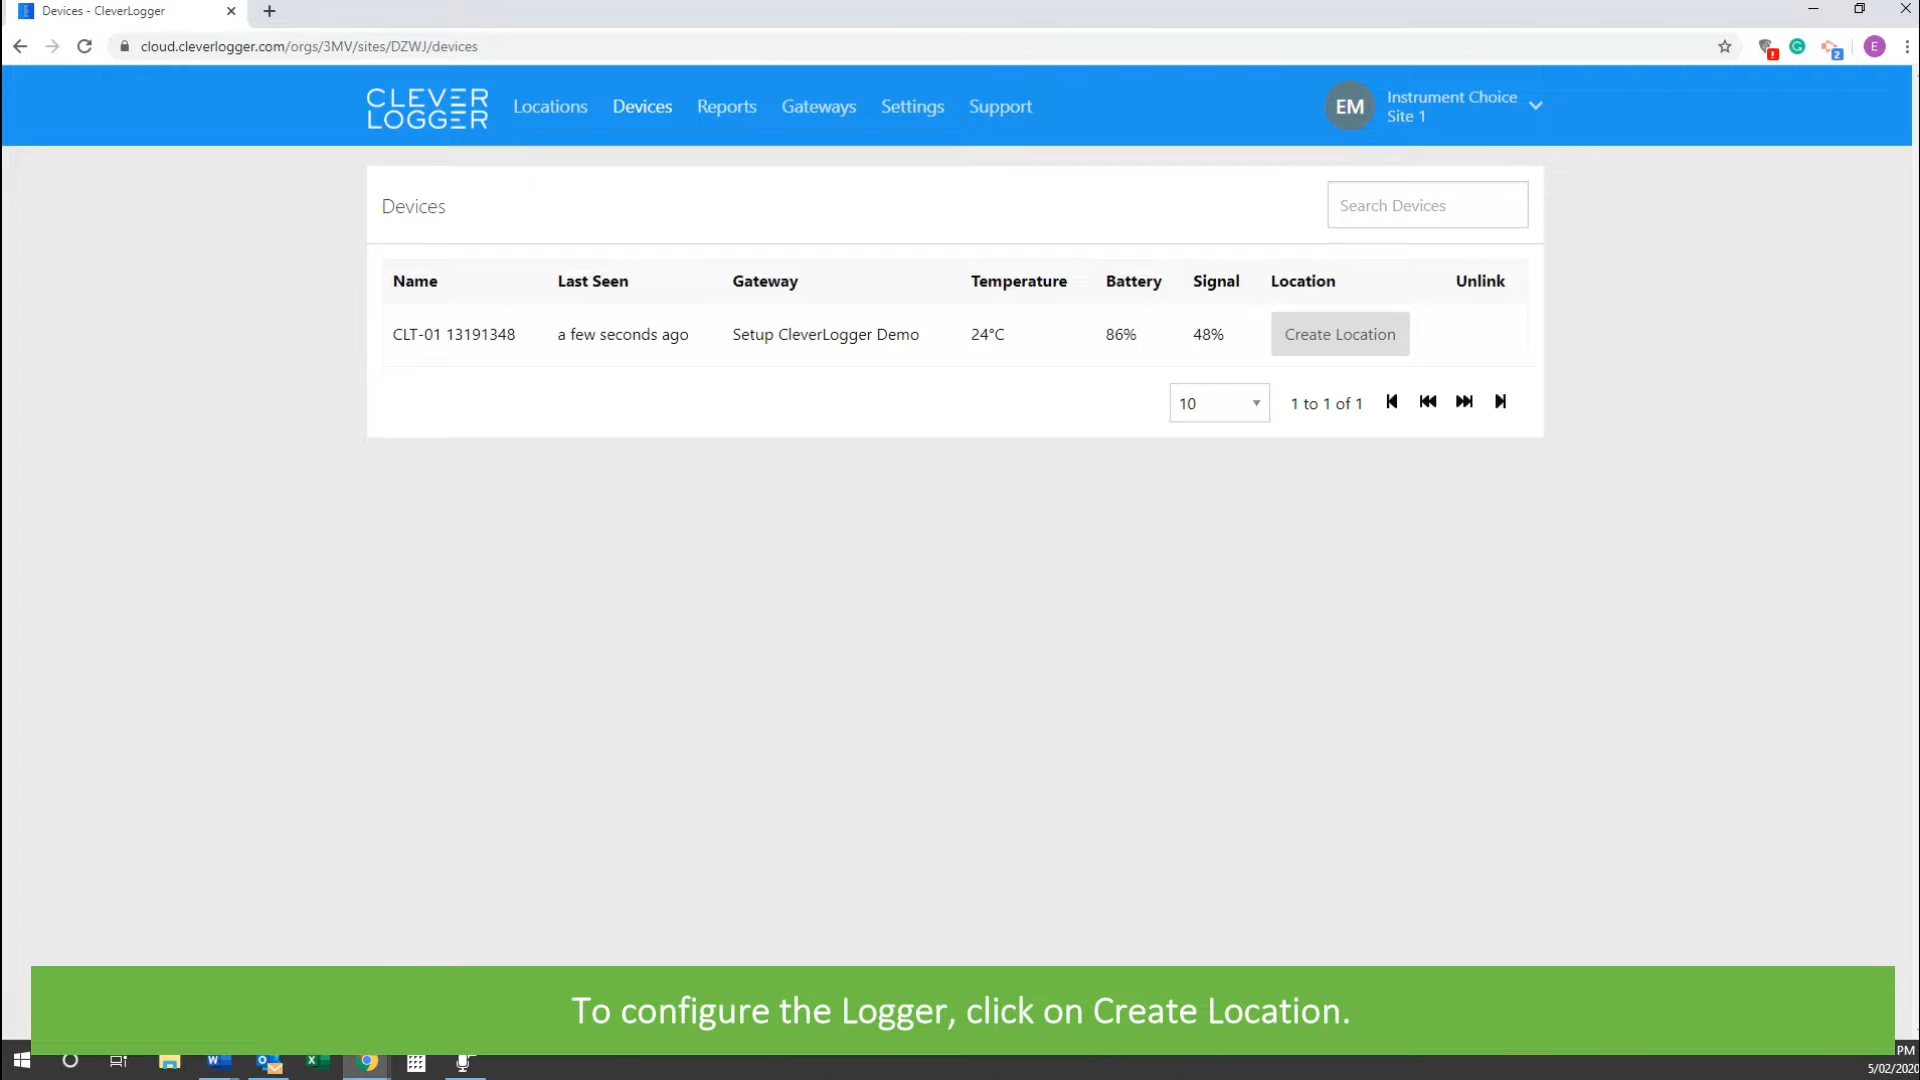 Devices - CleverLogger
cloud.cleverlogger.com/orgs/3MV/sites/DZWJ/devices
E
CLEVER
LOGGER
Locations
Devices
Reports
Gateways
Settings
Support
EM
Instrument Choice
Site 1
Devices
Search Devices
Name Last Seen Gateway Temperature Battery Signal Location Unlink
CLT-01 13191348 a few seconds ago Setup CleverLogger Demo 24°C 86% 48% Create Location
10 1 to 1 of 1
To configure the Logger, click on Create Location.
PM
5/02/2020